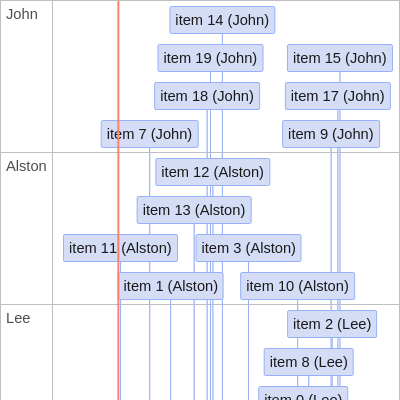 John
item 14 (John)
item 19 (John)
item 15 (John)
item 18 (John)
item 17 (John)
item 7 (John)
item 9 (John)
Alston
item 12 (Alston)
item 13 (Alston)
item 11 (Alston)
item 3 (Alston)
item 1 (Alston)
item 10 (Alston)
Lee
item 2 (Lee)
item 8 (Lee)
item 0 (Lee)